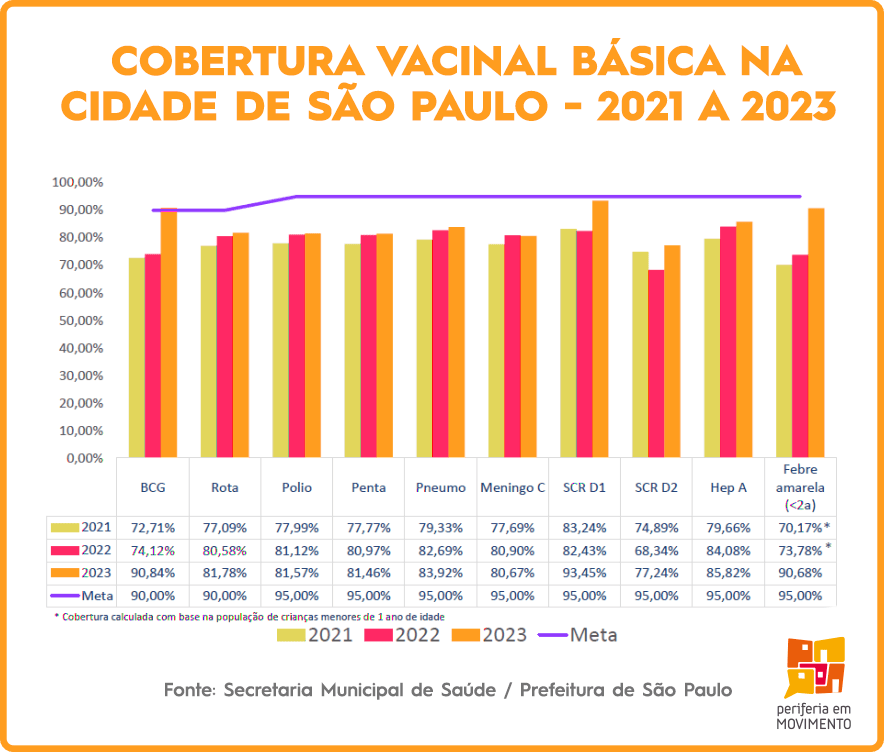 COBERTURA VACINAL BÁSICA NA
CIDADE DE SÃO PAULO - 2021 A 2023
100,00%
90,00%
80,00%
70,00%
60,00%
50,00%
40,00%
30,00%
20,00%
10,00%
0,00%
BCG Rota Polio Penta Pneumo Meningo C SCR D1 SCR D2 Hep A Febre amarela (<2a)
2021 72,71% 77,09% 77,99% 77,77% 79,33% 77,69% 83,24% 74,89% 79,66% 70,17% *
2022 74,12% 80,58% 81,12% 80,97% 82,69% 80,90% 82,43% 68,34% 84,08% 73,78% *
2023 90,84% 81,78% 81,57% 81,46% 83,92% 80,67% 93,45% 77,24% 85,82% 90,68%
Meta 90,00% 90,00% 95,00% 95,00% 95,00% 95,00% 95,00% 95,00% 95,00% 95,00%
* Cobertura calculada com base na população de crianças menores de 1 ano de idade
2021 2022 2023 Meta
Fonte: Secretaria Municipal de Saúde / Prefeitura de São Paulo
periferia em
MOVIMENTO